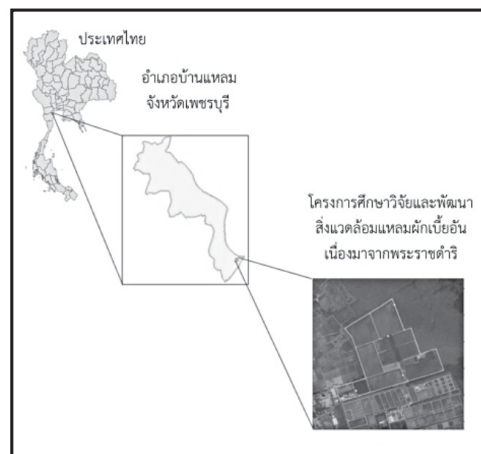 ประเทศไทย
อำเภอบ้านแหลม
จังหวัดเพชรบุรี
โครงการศึกษาวิจัยและพัฒนา
สิ่งแวดล้อมแหลมผักเบี้ยอัน
เนื่องมาจากพระราชดำริ